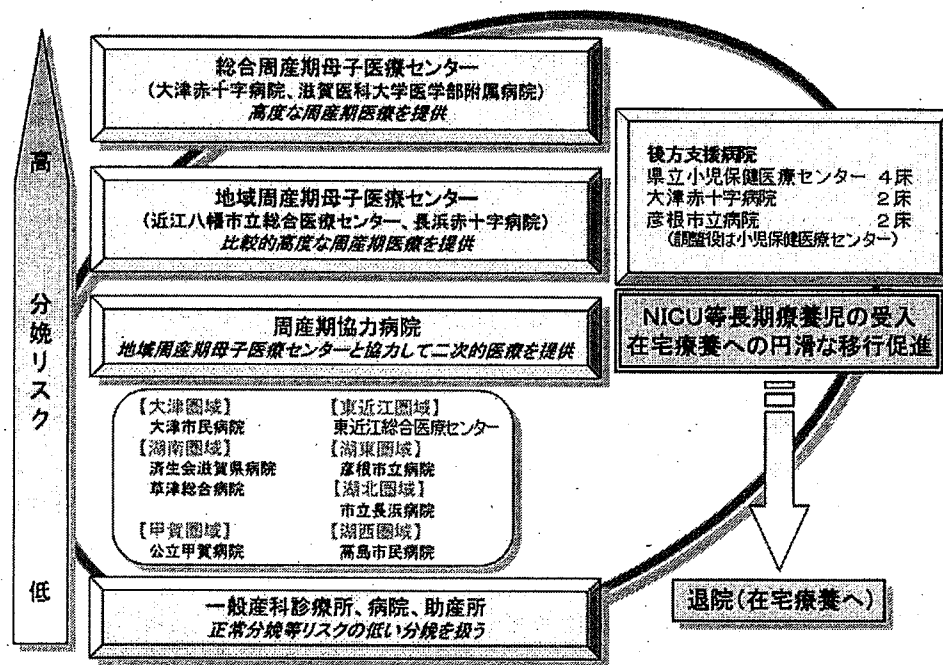 高
分娩リスク
低
総合周産期母子医療センター
(大津赤十字病院、滋賀医科大学医学部附属病院)
高度な周産期医療を提供
地域周産期母子医療センター
(近江八幡市立総合医療センター、長浜赤十字病院)
比較的高度な周産期医療を提供
周産期協力病院
地域周産期母子医療センターと協力して二次的医療を提供
【大津圏域】
大津市民病院
【湖南圏域】
済生会滋賀県病院
草津総合病院
【甲賀圏域】
公立甲賀病院
【東近江圏域】
東近江総合医療センター
【湖東圏域】
彦根市立病院
【湖北圏域】
市立長浜病院
【湖西圏域】
高島市民病院
一般産科診療所、病院、助産所
正常分娩等リスクの低い分娩を扱う
後方支援病院
県立小児保健医療センター 4床
大津赤十字病院 2床
彦根市立病院 2床
(調整役は小児保健医療センター)
NICU等長期療養児の受入
在宅療養への円滑な移行促進
退院(在宅療養へ)